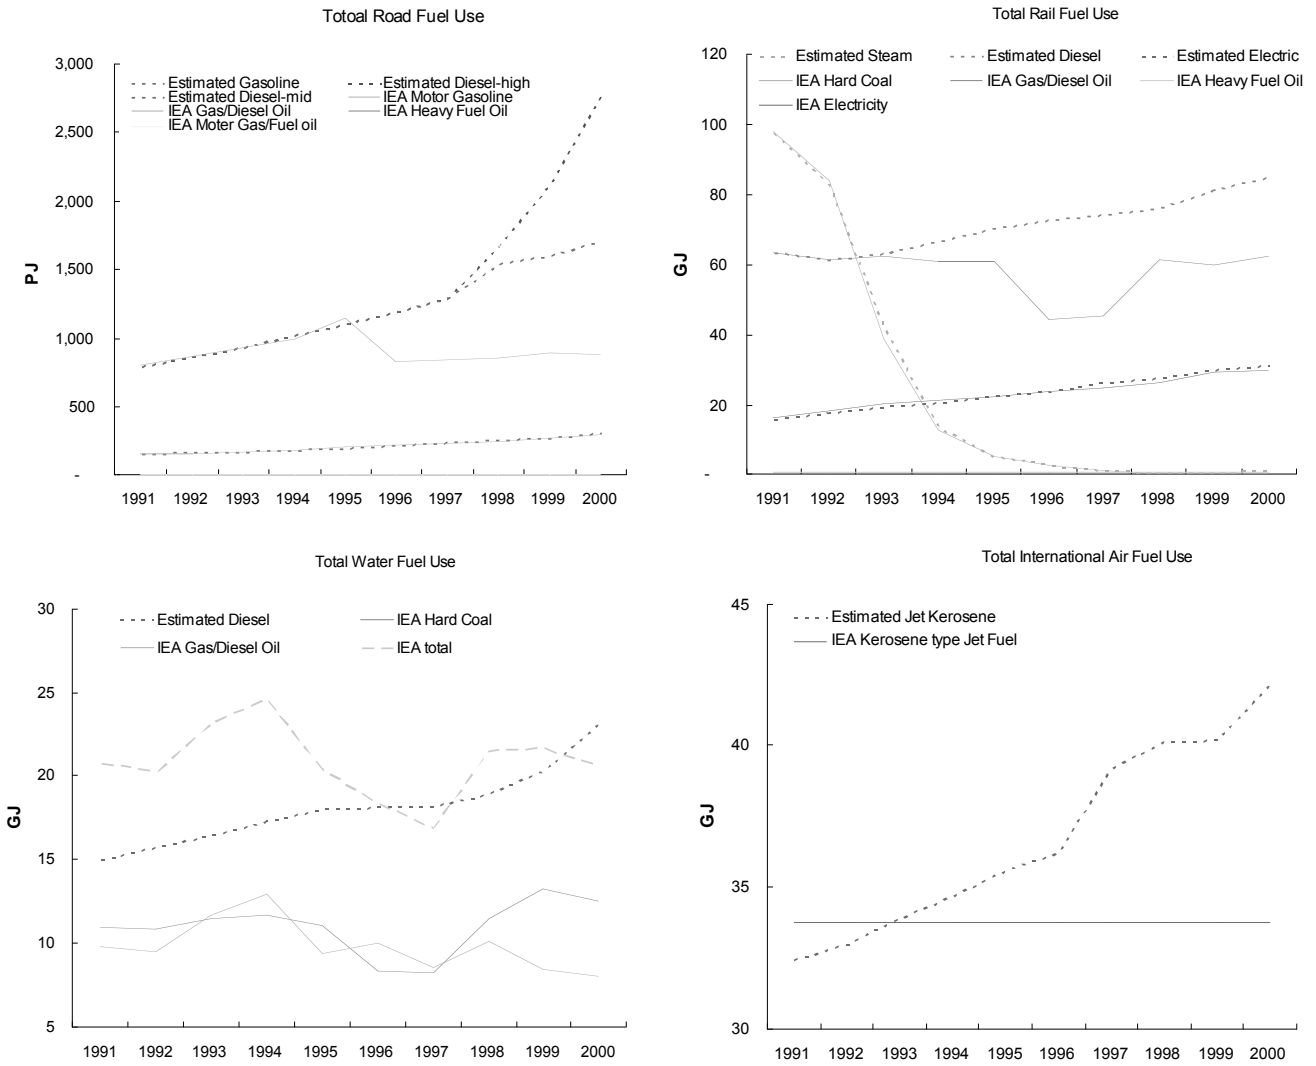 Totoal Road Fuel Use
3,000
2,500
2,000
1,500
1,000
500
-
PJ
Estimated Gasoline
Estimated Diesel-high
Estimated Diesel-mid
IEA Motor Gasoline
IEA Gas/Diesel Oil
IEA Heavy Fuel Oil
IEA Moter Gas/Fuel oil
1991 1992 1993 1994 1995 1996 1997 1998 1999 2000
Total Rail Fuel Use
120
100
80
60
40
20
-
GJ
Estimated Steam
Estimated Diesel
Estimated Electric
IEA Hard Coal
IEA Gas/Diesel Oil
IEA Heavy Fuel Oil
IEA Electricity
1991 1992 1993 1994 1995 1996 1997 1998 1999 2000
Total Water Fuel Use
30
25
20
15
10
5
GJ
Estimated Diesel
IEA Hard Coal
IEA Gas/Diesel Oil
IEA total
1991 1992 1993 1994 1995 1996 1997 1998 1999 2000
Total International Air Fuel Use
45
40
35
30
GJ
Estimated Jet Kerosene
IEA Kerosene type Jet Fuel
1991 1992 1993 1994 1995 1996 1997 1998 1999 2000